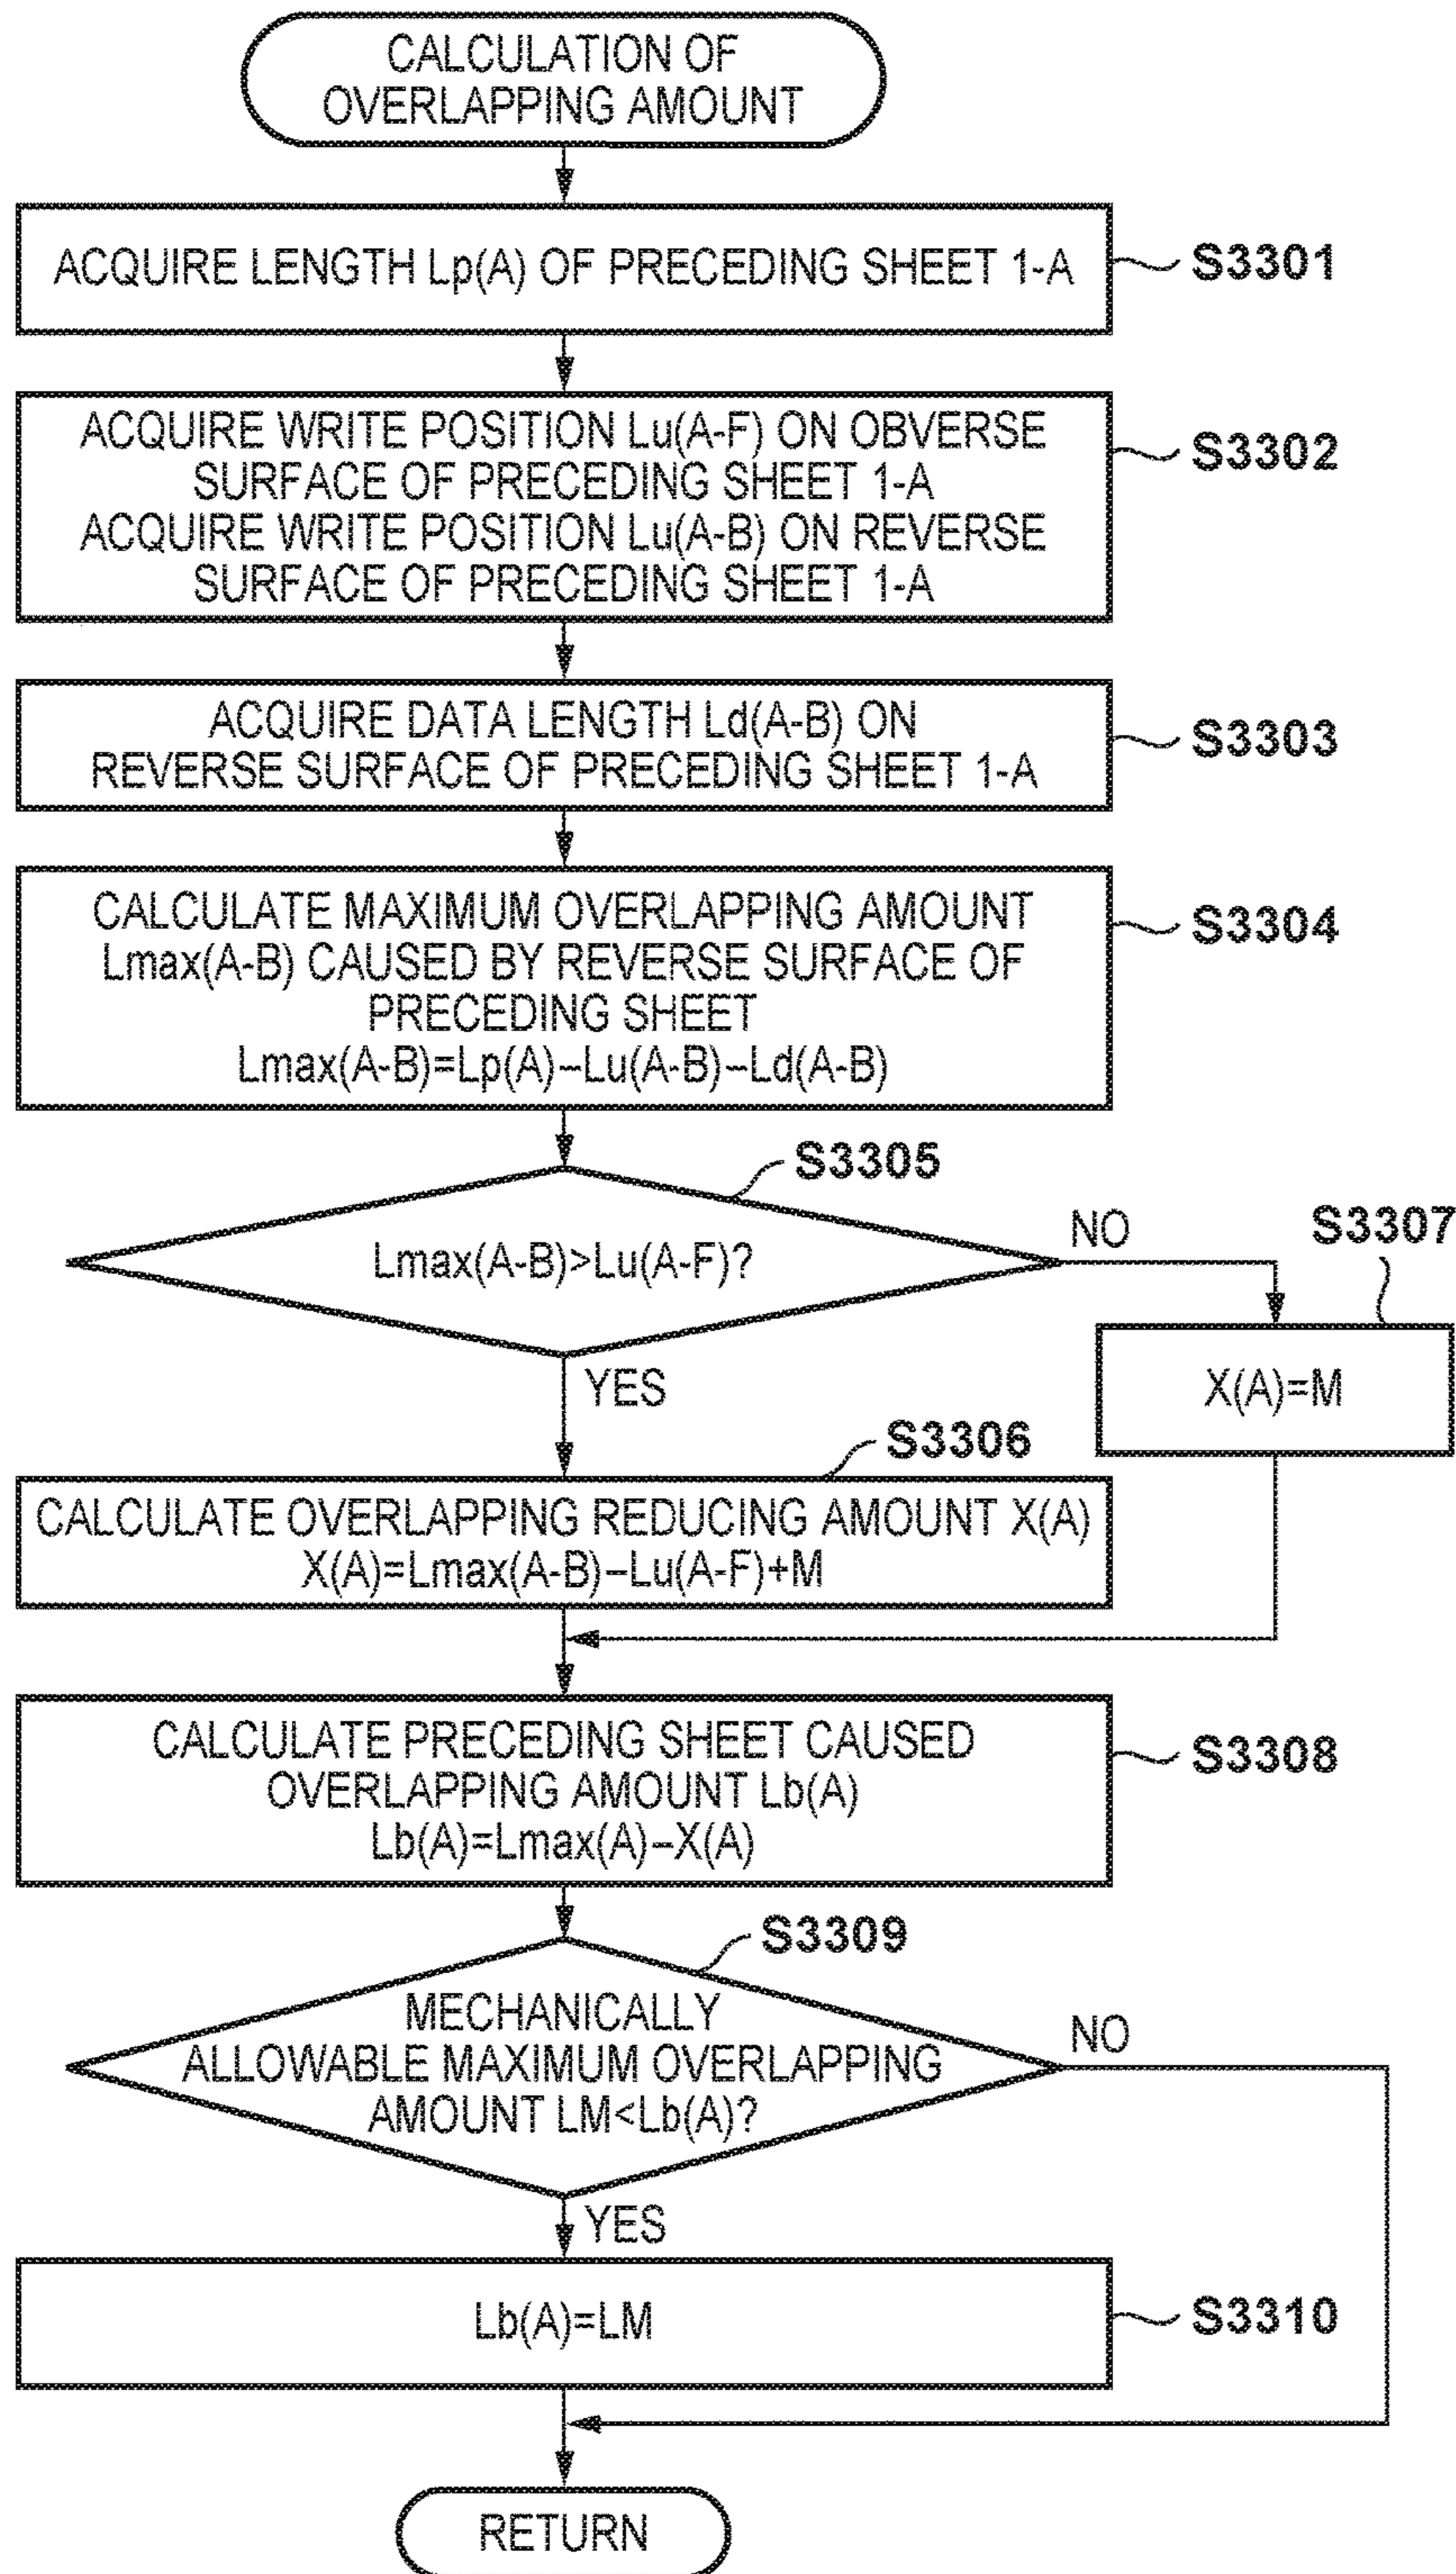 CALCULATION OF
OVERLAPPING AMOUNT
ACQUIRE LENGTH Lp(A) OF PRECEDING SHEET 1-A
S3301
ACQUIRE WRITE POSITION Lu(A-F) ON OBVERSE
SURFACE OF PRECEDING SHEET 1-A
ACQUIRE WRITE POSITION Lu(A-B) ON REVERSE
SURFACE OF PRECEDING SHEET 1-A
S3302
ACQUIRE DATA LENGTH Ld(A-B) ON
REVERSE SURFACE OF PRECEDING SHEET 1-A
S3303
CALCULATE MAXIMUM OVERLAPPING AMOUNT
Lmax(A-B) CAUSED BY REVERSE SURFACE OF
PRECEDING SHEET
Lmax(A-B)=Lp(A)–Lu(A-B)–Ld(A-B)
S3304
S3305
Lmax(A-B)>Lu(A-F)?
NO
S3307
X(A)=M
YES
S3306
CALCULATE OVERLAPPING REDUCING AMOUNT X(A)
X(A)=Lmax(A-B)–Lu(A-F)+M
CALCULATE PRECEDING SHEET CAUSED
OVERLAPPING AMOUNT Lb(A)
Lb(A)=Lmax(A)–X(A)
S3308
S3309
MECHANICALLY
ALLOWABLE MAXIMUM OVERLAPPING
AMOUNT LM<Lb(A)?
NO
YES
Lb(A)=LM
S3310
RETURN